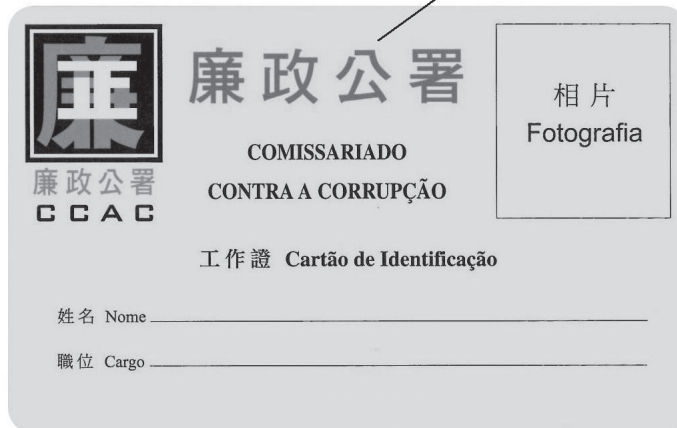 廉政公署
CCAC
廉政公署
COMISSARIADO
CONTRA A CORRUPÇÃO
相片
Fotografia
工作證 Cartão de Identificação
姓名 Nome
職位 Cargo